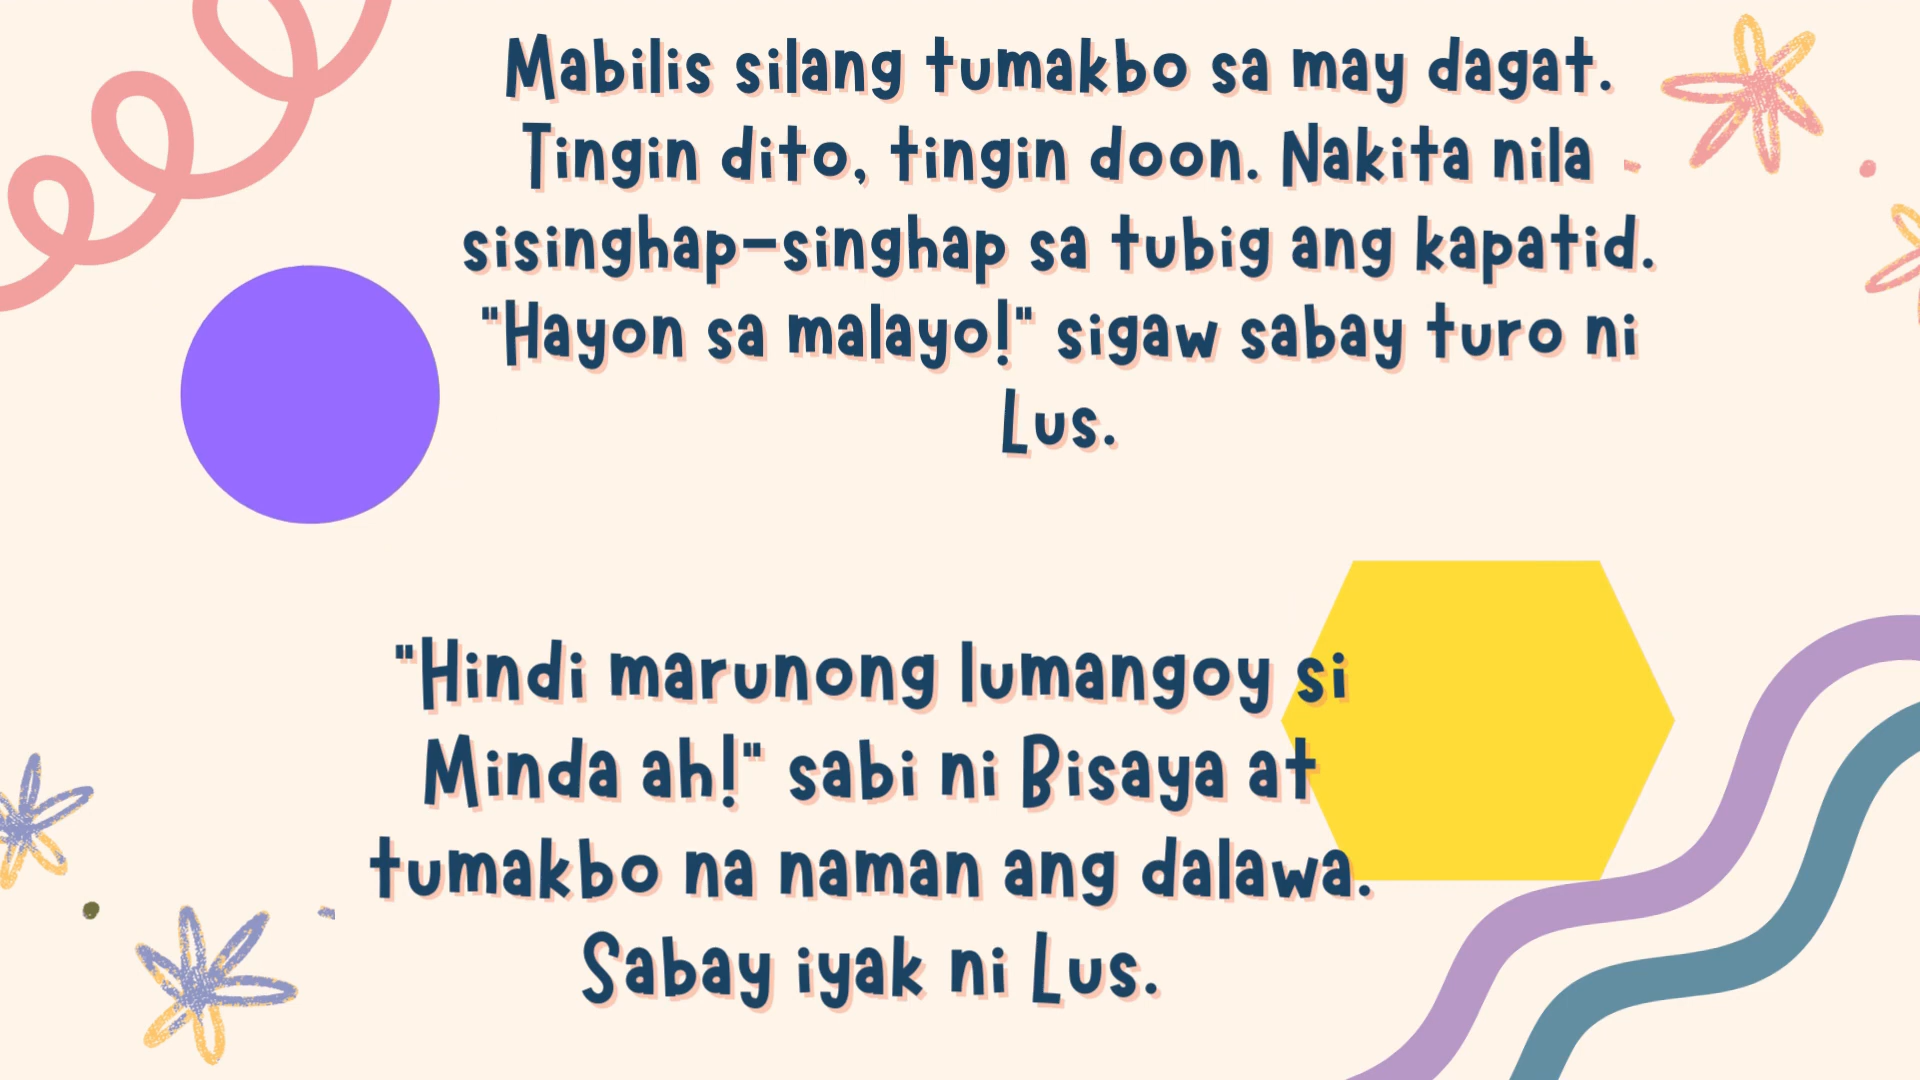 Mabilis silang tumakbo sa may dagat.
Tingin dito, tingin doon. Nakita nila
sisinghap-singhap sa tubig ang kapatid.
"Hayon sa malayo!" sigaw sabay turo ni
Lus.
"Hindi marunong lumangoy si
Minda ah!" sabi ni Bisaya at
tumakbo na naman ang dalawa.
Sabay iyak ni Lus.